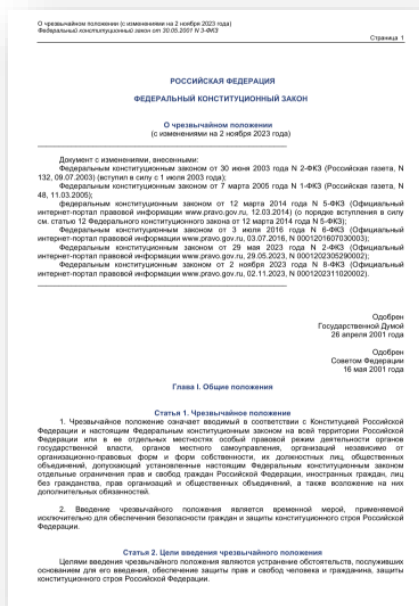 О чрезвычайном положении (с изменениями на 2 ноября 2023 года)
Федеральный конституционный закон от 30.05.2001 N 3-ФКЗ
Страница 1
РОССИЙСКАЯ ФЕДЕРАЦИЯ
ФЕДЕРАЛЬНЫЙ КОНСТИТУЦИОННЫЙ ЗАКОН
О чрезвычайном положении
(с изменениями на 2 ноября 2023 года)
Документ с изменениями, внесенными:
Федеральным конституционным законом от 30 июня 2003 года N 2-ФКЗ (Российская газета, N
132, 09.07.2003) (вступил в силу с 1 июля 2003 года);
Федеральным конституционным законом от 7 марта 2005 года N 1-ФКЗ (Российская газета, N
48, 11.03.2005);
федеральным конституционным законом от 12 марта 2014 года N 5-ФКЗ (Официальный
интернет-портал правовой информации www.pravo.gov.ru, 12.03.2014) (о порядке вступления в силу
см. статью 12 Федерального конституционного закона от 12 марта 2014 года N 5-ФКЗ);
Федеральным конституционным законом от 3 июля 2016 года N 6-ФКЗ (Официальный
интернет-портал правовой информации www.pravo.gov.ru, 03.07.2016, N 0001201607030003);
Федеральным конституционным законом от 29 мая 2023 года N 2-ФКЗ (Официальный
интернет-портал правовой информации www.pravo.gov.ru, 29.05.2023, N 0001202305290002);
Федеральным конституционным законом от 2 ноября 2023 года N 8-ФКЗ (Официальный
интернет-портал правовой информации www.pravo.gov.ru, 02.11.2023, N 0001202311020002).
Одобрен
Государственной Думой
26 апреля 2001 года
Одобрен
Советом Федерации
16 мая 2001 года
Глава I. Общие положения
Статья 1. Чрезвычайное положение
1. Чрезвычайное положение означает вводимый в соответствии с Конституцией Российской
Федерации и настоящим Федеральным конституционным законом на всей территории Российской
Федерации или в ее отдельных местностях особый правовой режим деятельности органов
государственной власти, органов местного самоуправления, организаций независимо от
организационно-правовых форм и форм собственности, их должностных лиц, общественных
объединений, допускающий установленные настоящим Федеральным конституционным законом
отдельные ограничения прав и свобод граждан Российской Федерации, иностранных граждан, лиц
без гражданства, прав организаций и общественных объединений, а также возложение на них
дополнительных обязанностей.
2. Введение чрезвычайного положения является временной мерой, применяемой
исключительно для обеспечения безопасности граждан и защиты конституционного строя Российской
Федерации.
Статья 2. Цели введения чрезвычайного положения
Целями введения чрезвычайного положения являются устранение обстоятельств, послуживших
основанием для его введения, обеспечение защиты прав и свобод человека и гражданина, защиты
конституционного строя Российской Федерации.